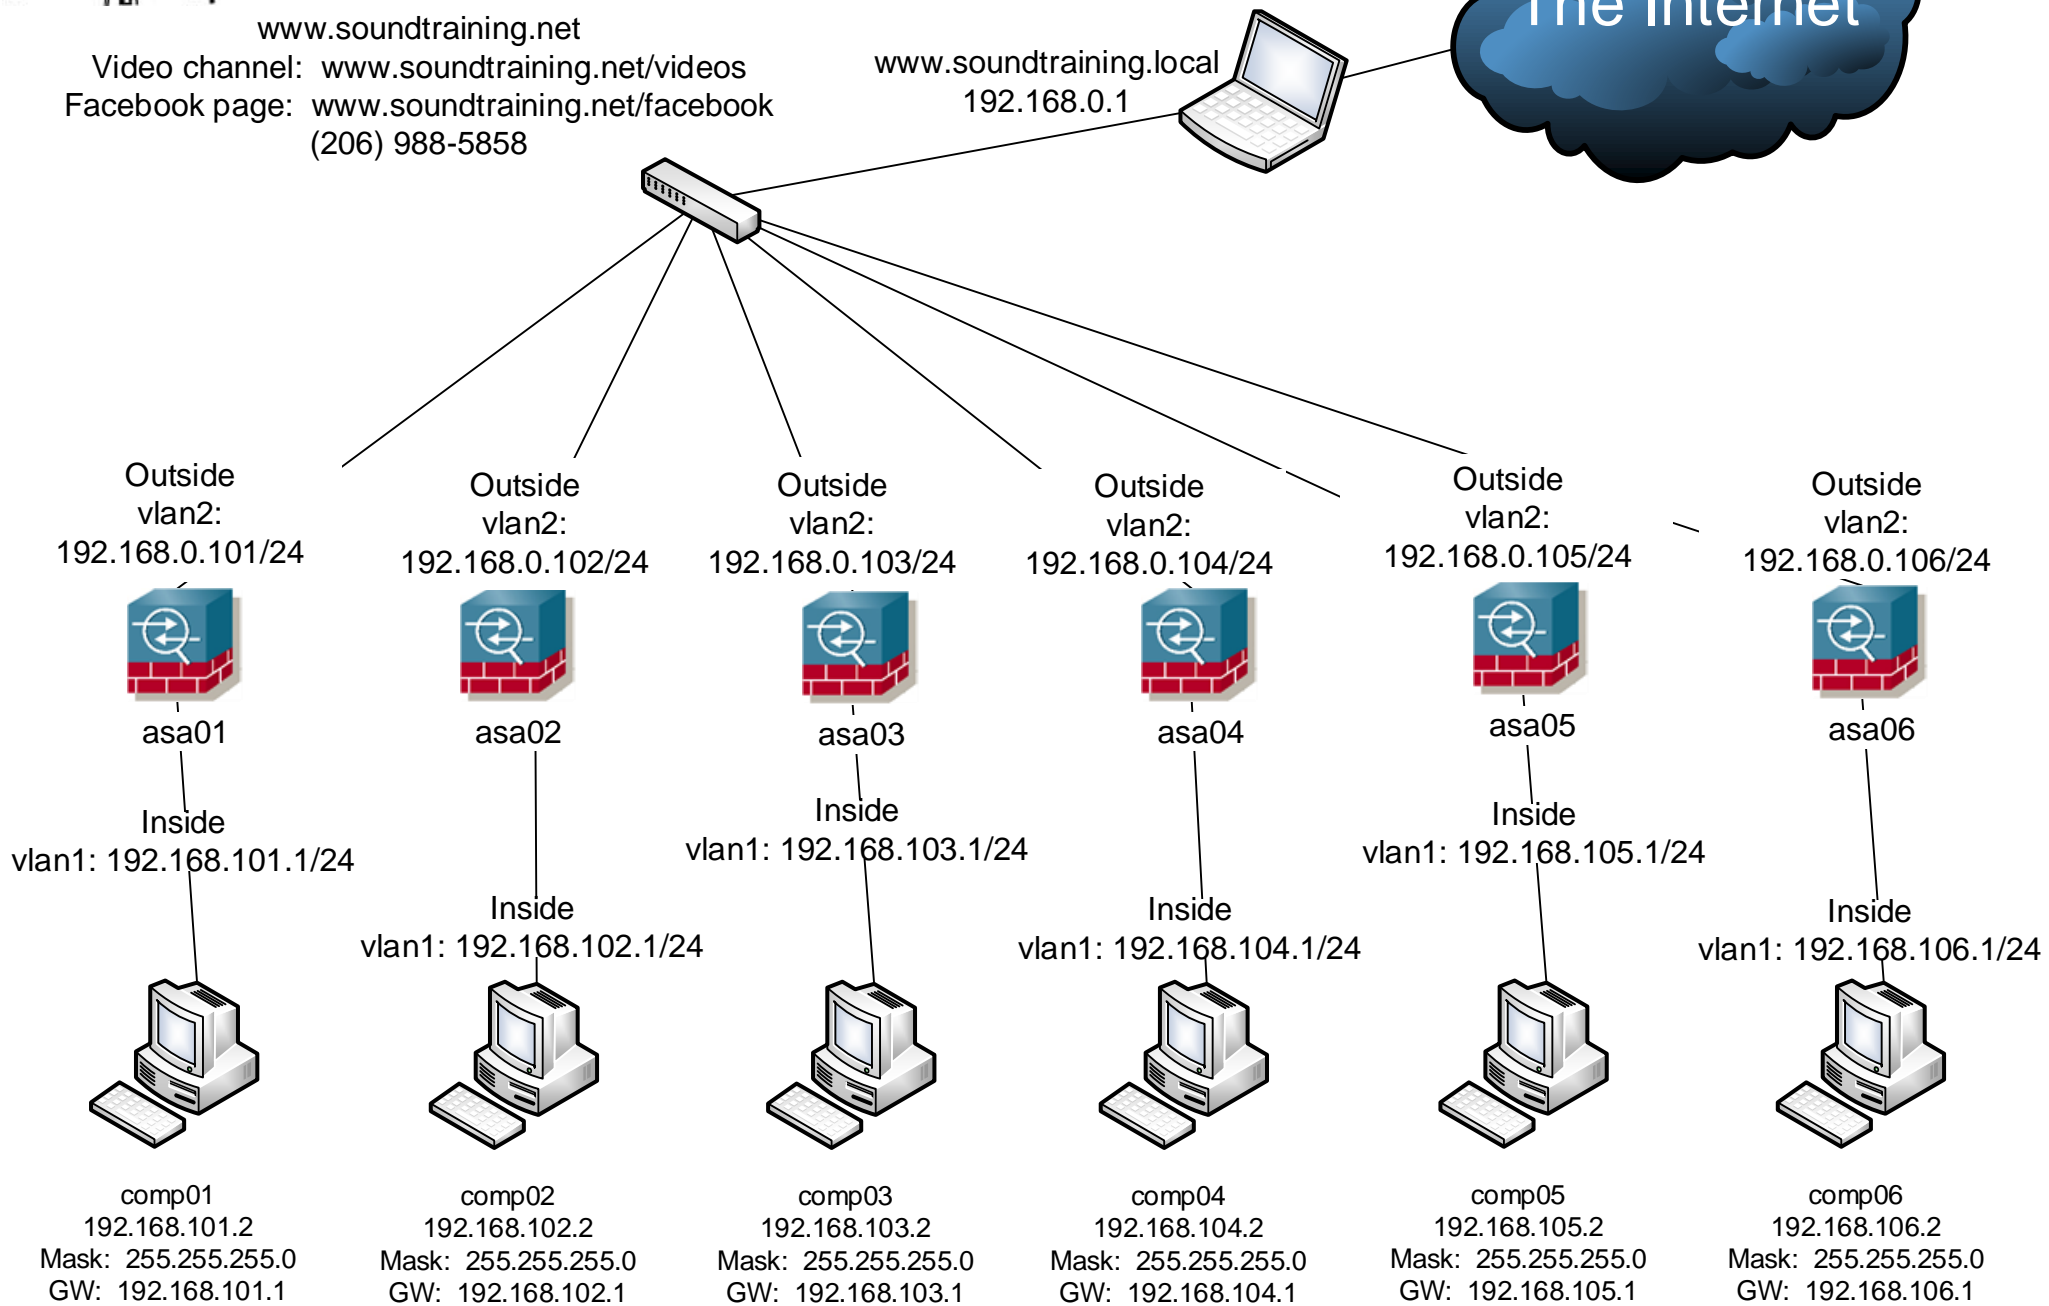 www.soundtraining.net
Video channel: www.soundtraining.net/videos
Facebook page: www.soundtraining.net/facebook
(206) 988-5858
www.soundtraining.local
192.168.0.1
The Internet
Outside
vlan2:
192.168.0.101/24
Outside
vlan2:
192.168.0.102/24
Outside
vlan2:
192.168.0.103/24
Outside
vlan2:
192.168.0.104/24
Outside
vlan2:
192.168.0.105/24
Outside
vlan2:
192.168.0.106/24
asa01
asa02
asa03
asa04
asa05
asa06
Inside
vlan1: 192.168.101.1/24
Inside
vlan1: 192.168.102.1/24
Inside
vlan1: 192.168.103.1/24
Inside
vlan1: 192.168.104.1/24
Inside
vlan1: 192.168.105.1/24
Inside
vlan1: 192.168.106.1/24
comp01
192.168.101.2
Mask: 255.255.255.0
GW: 192.168.101.1
comp02
192.168.102.2
Mask: 255.255.255.0
GW: 192.168.102.1
comp03
192.168.103.2
Mask: 255.255.255.0
GW: 192.168.103.1
comp04
192.168.104.2
Mask: 255.255.255.0
GW: 192.168.104.1
comp05
192.168.105.2
Mask: 255.255.255.0
GW: 192.168.105.1
comp06
192.168.106.2
Mask: 255.255.255.0
GW: 192.168.106.1